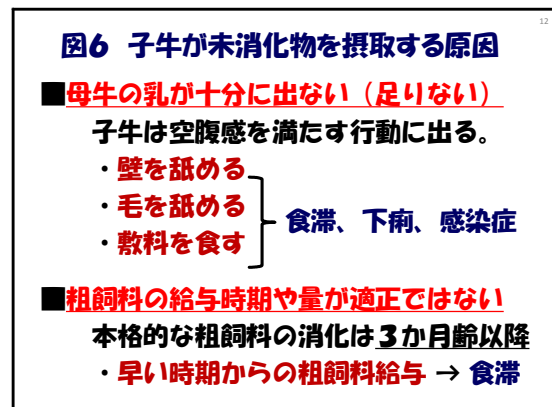 12
図6 子牛が未消化物を摂取する原因
■母牛の乳が十分に出ない（足りない）
子牛は空腹感を満たす行動に出る。
・壁を舐める
・毛を舐める
・敷料を食す
食滞、下痢、感染症
■粗飼料の給与時期や量が適正ではない
本格的な粗飼料の消化は３か月齢以降
・早い時期からの粗飼料給与 → 食滞